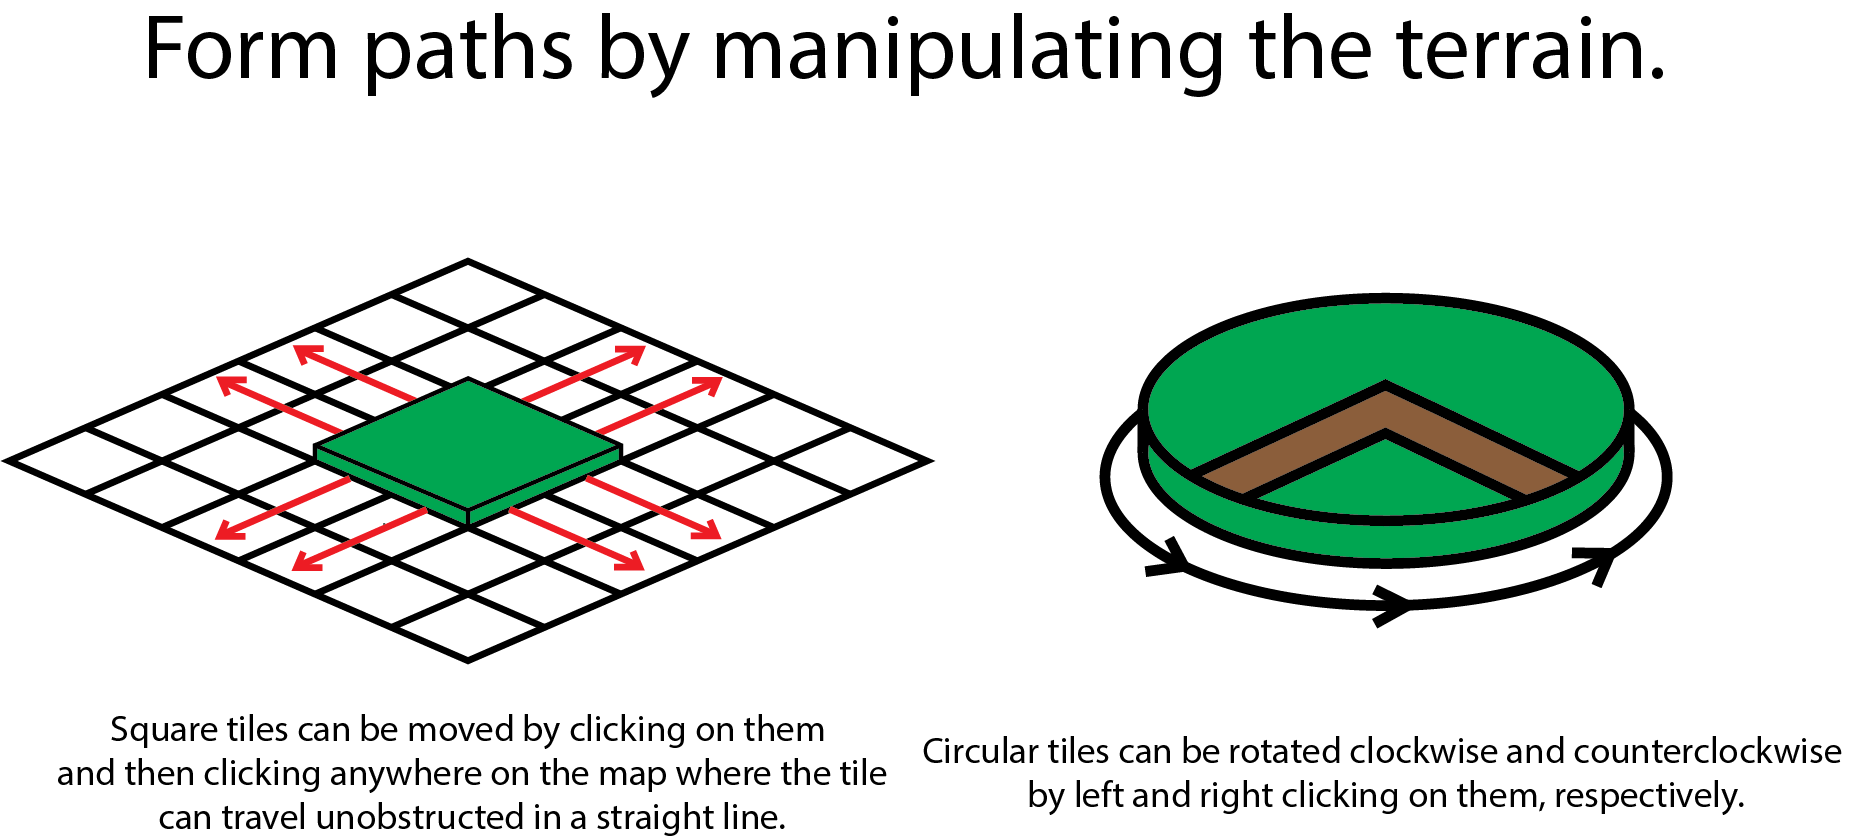 Form paths by manipulating the terrain.
Square tiles can be moved by clicking on them
and then clicking anywhere on the map where the tile
can travel unobstructed in a straight line.
Circular tiles can be rotated clockwise and counterclockwise
by left and right clicking on them, respectively.